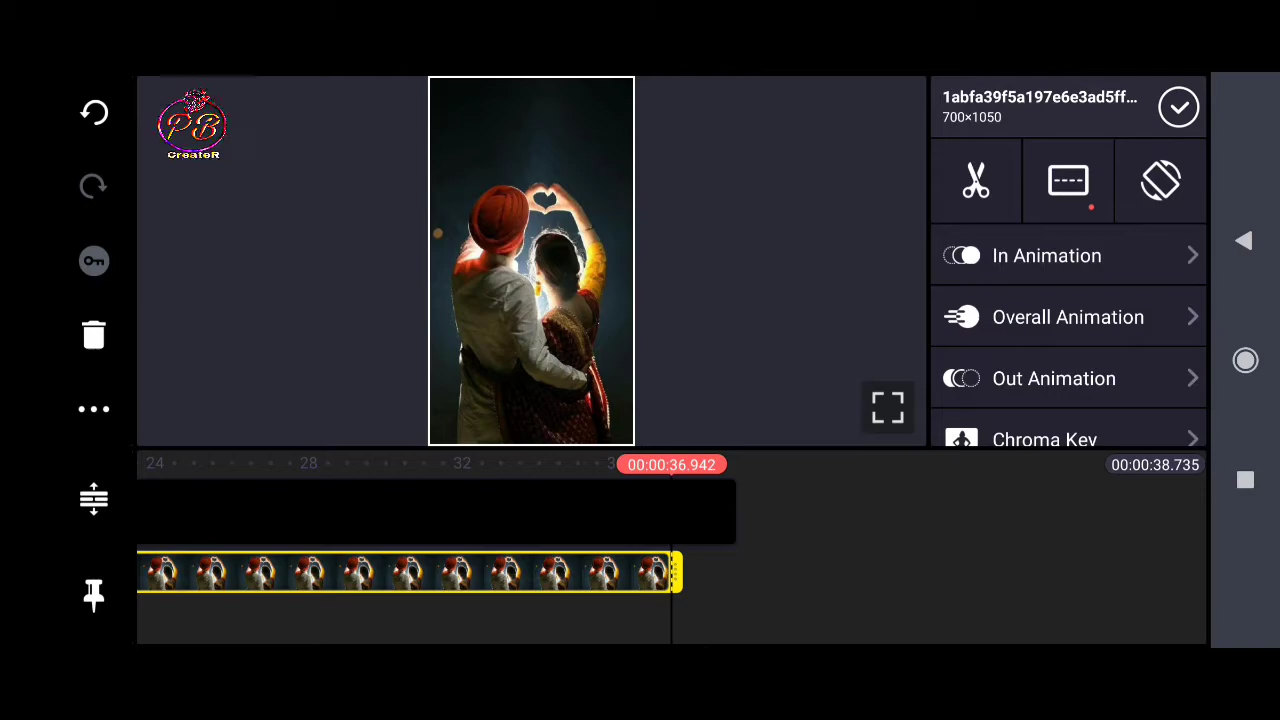 PB
CreateR
1abfa39f5a197e6e3ad5ff...
700×1050
In Animation
Overall Animation
Out Animation
Chroma Key
24
28
32
3
00:00:36.942
00:00:38.735